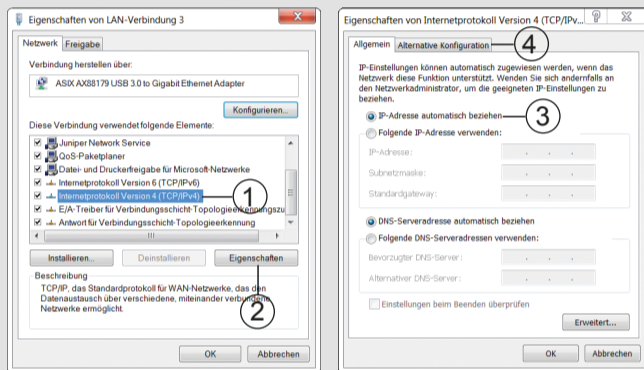 Eigenschaften von LAN-Verbindung 3
Netzwerk Freigabe
Verbindung herstellen über:
ASIX AX88179 USB 3.0 to Gigabit Ethernet Adapter
Konfigurieren...
Diese Verbindung verwendet folgende Elemente:
Juniper Network Service
QoS-Paketplaner
Datei- und Druckerfreigabe für Microsoft-Netzwerke
Internetprotokoll Version 6 (TCP/IPv6)
Internetprotokoll Version 4 (TCP/IPv4)
1
E/A-Treiber für Verbindungsschicht-Topologieerkennungszu
Antwort für Verbindungsschicht-Topologieerkennung
Installieren... Deinstallieren Eigenschaften
2
Beschreibung
TCP/IP, das Standardprotokoll für WAN-Netzwerke, das den
Datenaustausch über verschiedene, miteinander verbundene
Netzwerke ermöglicht.
OK Abbrechen
Eigenschaften von Internetprotokoll Version 4 (TCP/IPv...
Allgemein Alternative Konfiguration
4
IP-Einstellungen können automatisch zugewiesen werden, wenn das
Netzwerk diese Funktion unterstützt. Wenden Sie sich andernfalls an
den Netzwerkadministrator, um die geeigneten IP-Einstellungen zu
beziehen.
IP-Adresse automatisch beziehen
3
Folgende IP-Adresse verwenden:
IP-Adresse:
Subnetzmaske:
Standardgateway:
DNS-Serveradresse automatisch beziehen
Folgende DNS-Serveradressen verwenden:
Bevorzugter DNS-Server:
Alternativer DNS-Server:
Einstellungen beim Beenden überprüfen
Erweitert...
OK Abbrechen